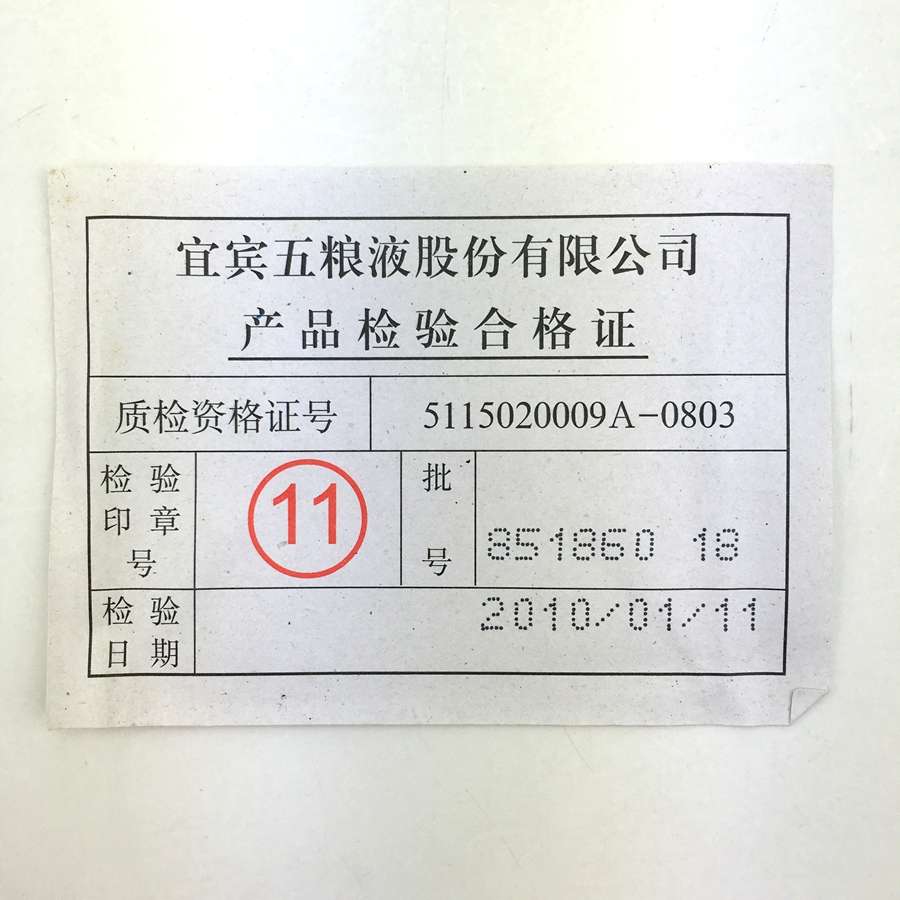 宜宾五粮液股份有限公司
产品检验合格证
质检资格证号 5115020009A-0803
检验印章号 11 批号 851860 18
检验日期 2010/01/11